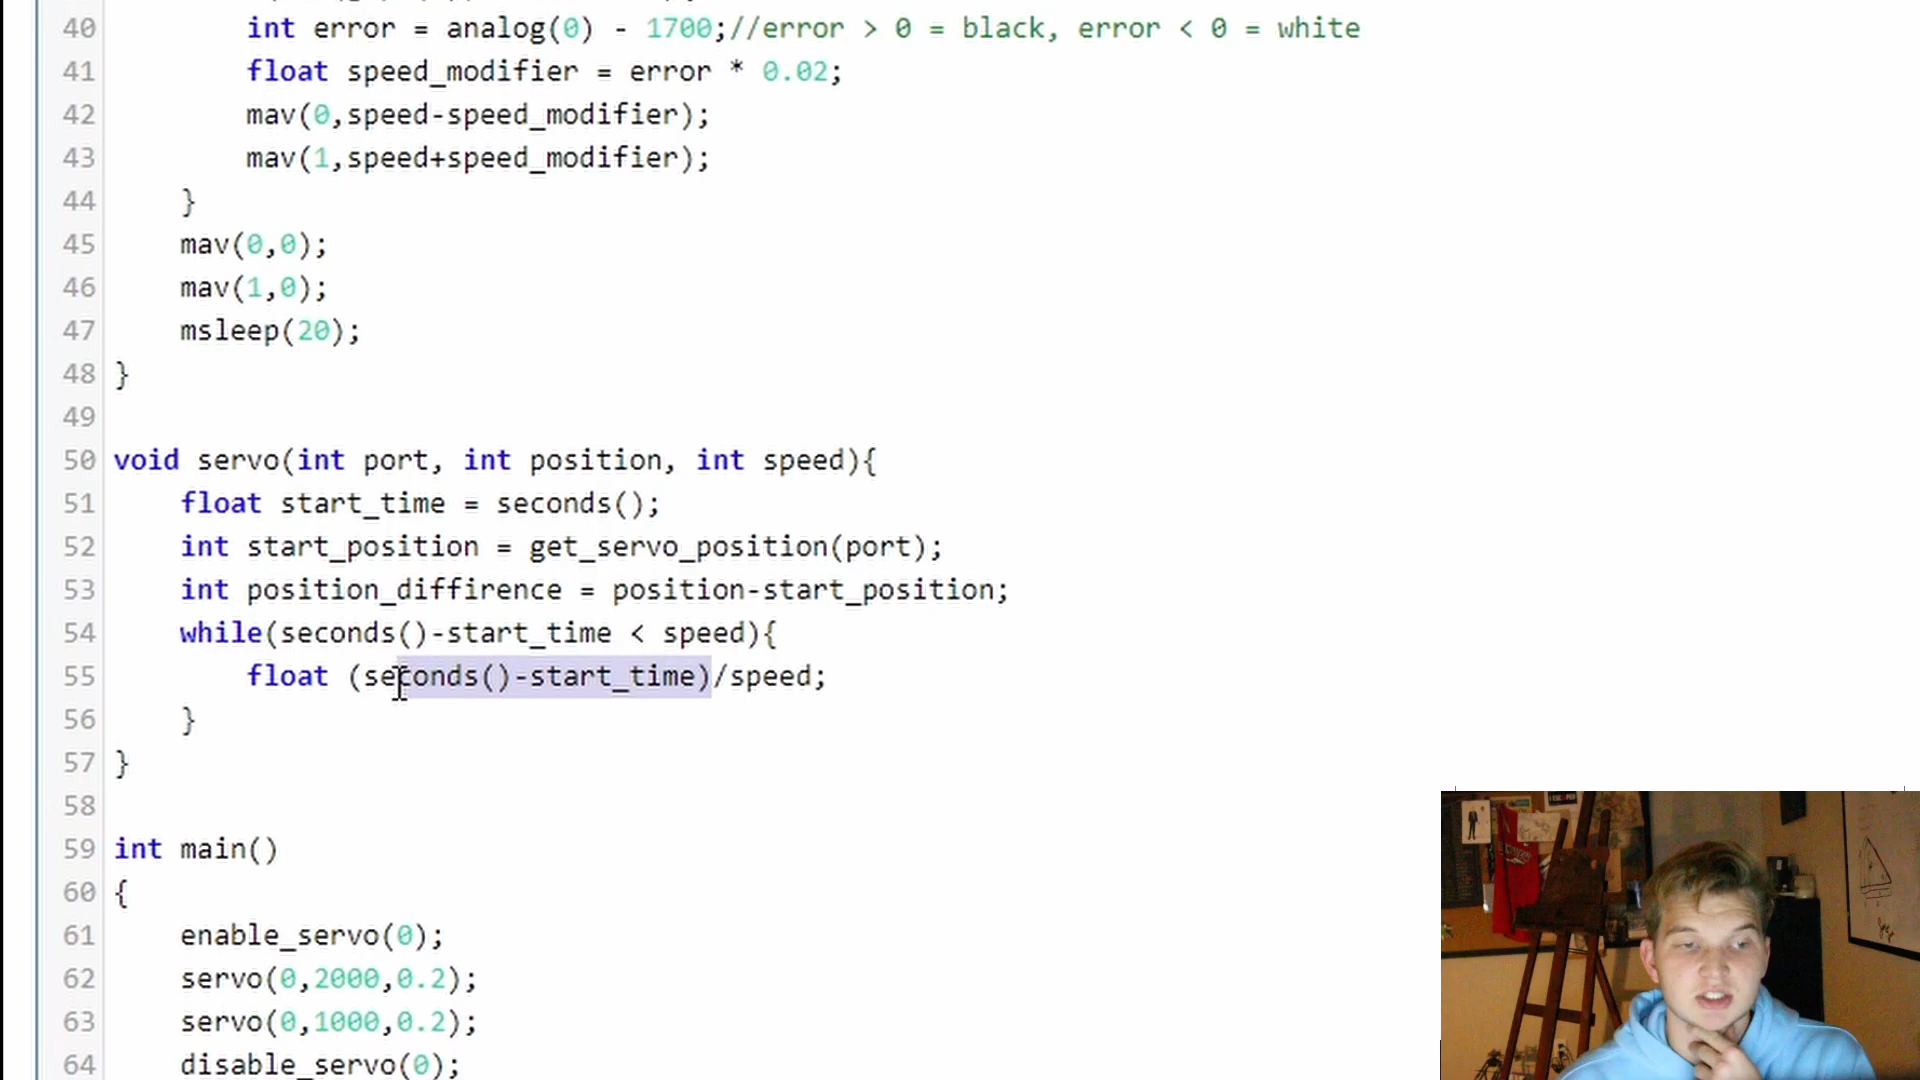 40 int error = analog(0) - 1700;//error > 0 = black, error < 0 = white
41 float speed_modifier = error * 0.02;
42 mav(0,speed-speed_modifier);
43 mav(1,speed+speed_modifier);
44 }
45 mav(0,0);
46 mav(1,0);
47 msleep(20);
48 }
49
50 void servo(int port, int position, int speed){
51 float start_time = seconds();
52 int start_position = get_servo_position(port);
53 int position_diffirence = position-start_position;
54 while(seconds()-start_time < speed){
55 float (seconds()-start_time)/speed;
56 }
57 }
58
59 int main()
60 {
61 enable_servo(0);
62 servo(0,2000,0.2);
63 servo(0,1000,0.2);
64 disable_servo(0);